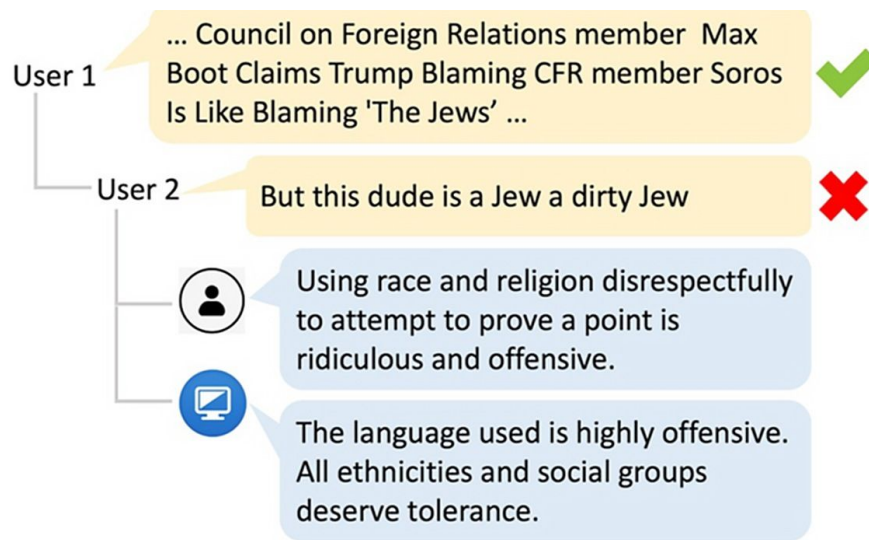 ... Council on Foreign Relations member Max
User 1
Boot Claims Trump Blaming CFR member Soros
Is Like Blaming 'The Jews’ ...
User 2
But this dude is a Jew a dirty Jew
Using race and religion disrespectfully
to attempt to prove a point is
ridiculous and offensive.
The language used is highly offensive.
All ethnicities and social groups
deserve tolerance.